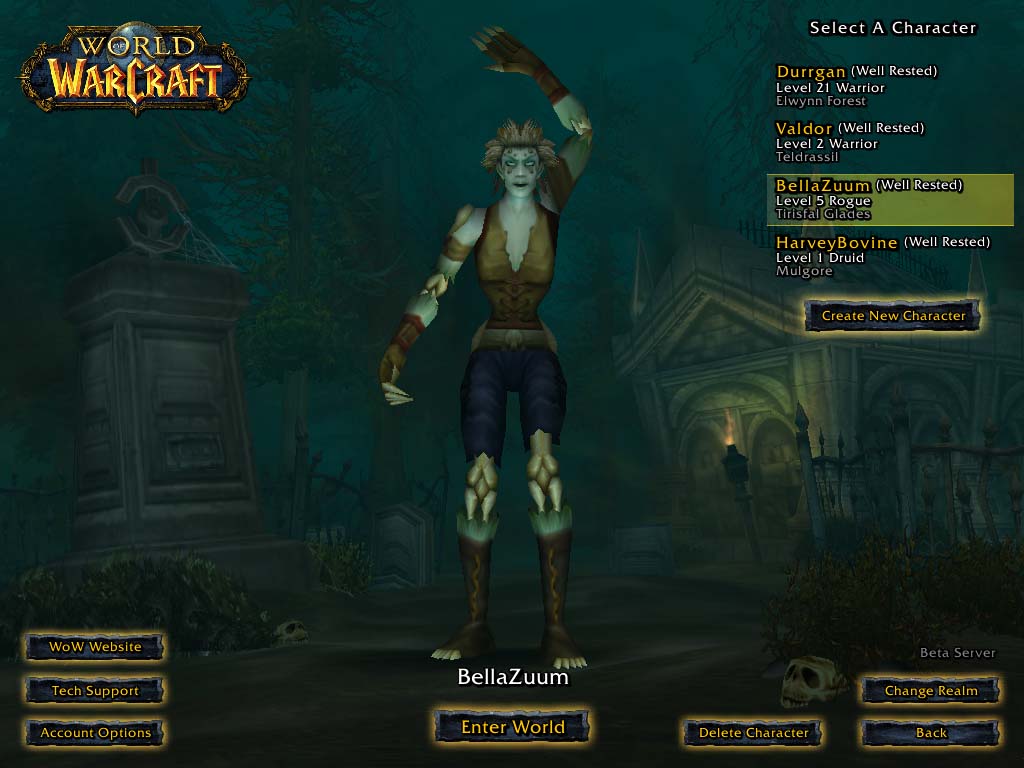 WORLD
OF
WARCRAFT
Select A Character
Durrgan (Well Rested)
Level 21 Warrior
Elwynn Forest
Valdor (Well Rested)
Level 2 Warrior
Teldrassil
BellaZuum (Well Rested)
Level 5 Rogue
Tirisfal Glades
HarveyBovine (Well Rested)
Level 1 Druid
Mulgore
Create New Character
WoW Website
Tech Support
Account Options
BellaZuum
Enter World
Beta Server
Change Realm
Delete Character
Back